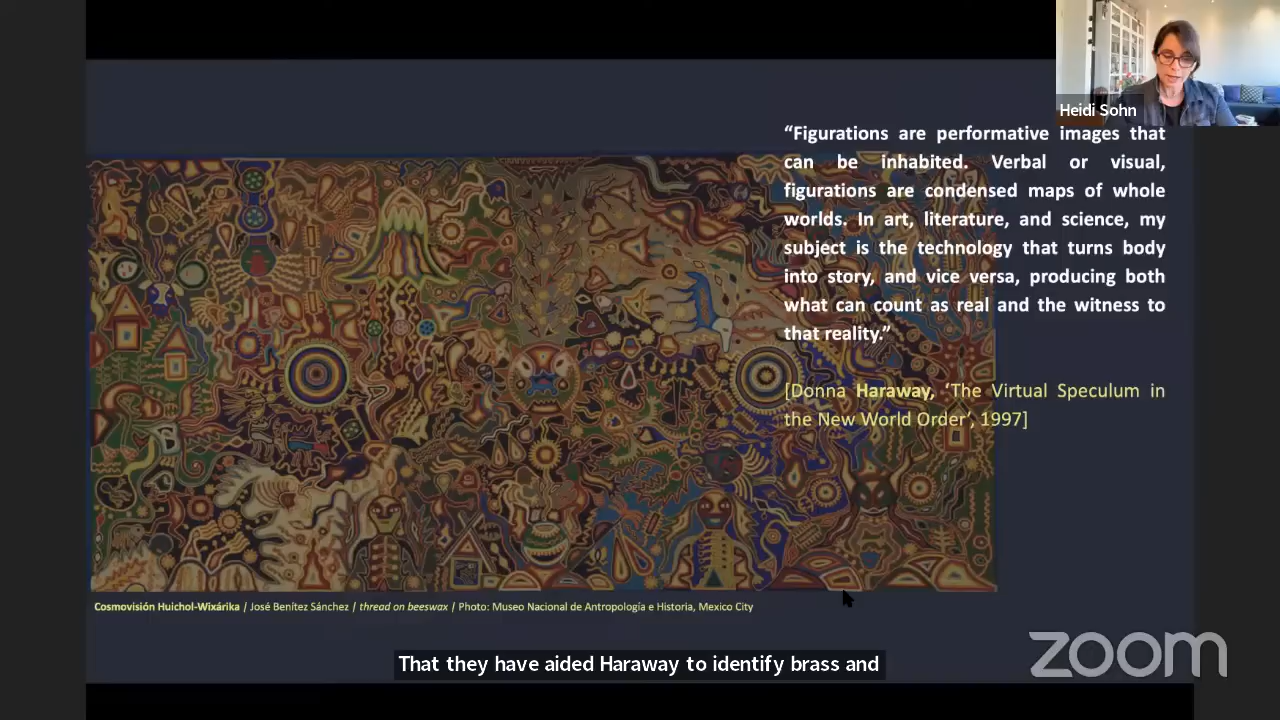 Heidi Sohn
“Figurations are performative images that
can be inhabited. Verbal or visual,
figurations are condensed maps of whole
worlds. In art, literature, and science, my
subject is the technology that turns body
into story, and vice versa, producing both
what can count as real and the witness to
that reality.”
[Donna Haraway, ‘The Virtual Speculum in
the New World Order’, 1997]
Cosmovisión Huichol-Wixárika / José Benítez Sánchez / thread on beeswax / Photo: Museo Nacional de Antropología e Historia, Mexico City
That they have aided Haraway to identify brass and
zoom